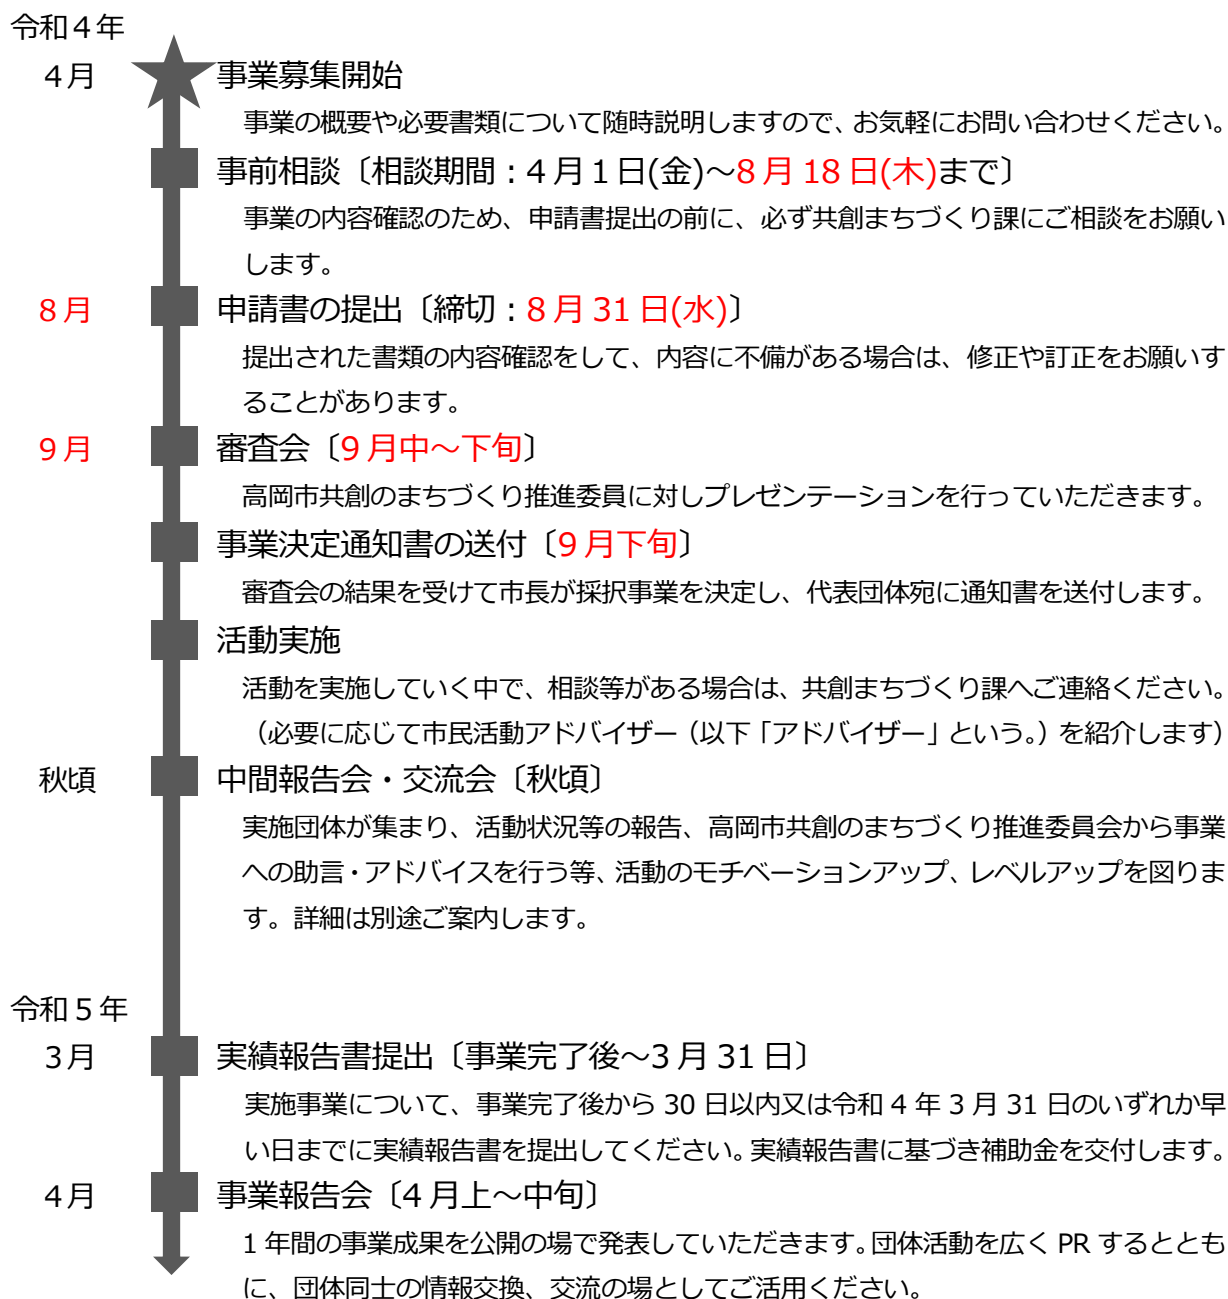 令和４年
４月
事業募集開始
事業の概要や必要書類について随時説明しますので、お気軽にお問い合わせください。
事前相談〔相談期間：４月１日(金)～８月 18 日(木)まで〕
事業の内容確認のため、申請書提出の前に、必ず共創まちづくり課にご相談をお願い
します。
８月
申請書の提出〔締切：８月 31 日(水)〕
提出された書類の内容確認をして、内容に不備がある場合は、修正や訂正をお願いす
ることがあります。
９月
審査会〔９月中～下旬〕
高岡市共創のまちづくり推進委員に対しプレゼンテーションを行っていただきます。
事業決定通知書の送付〔９月下旬〕
審査会の結果を受けて市長が採択事業を決定し、代表団体宛に通知書を送付します。
活動実施
活動を実施していく中で、相談等がある場合は、共創まちづくり課へご連絡ください。
（必要に応じて市民活動アドバイザー（以下「アドバイザー」という。）を紹介します）
秋頃
中間報告会・交流会〔秋頃〕
実施団体が集まり、活動状況等の報告、高岡市共創のまちづくり推進委員会から事業
への助言・アドバイスを行う等、活動のモチベーションアップ、レベルアップを図りま
す。詳細は別途ご案内します。
令和５年
３月
実績報告書提出〔事業完了後～３月 31 日〕
実施事業について、事業完了後から 30 日以内又は令和 4 年 3 月 31 日のいずれか早
い日までに実績報告書を提出してください。実績報告書に基づき補助金を交付します。
４月
事業報告会〔４月上～中旬〕
１年間の事業成果を公開の場で発表していただきます。団体活動を広く PR するととも
に、団体同士の情報交換、交流の場としてご活用ください。